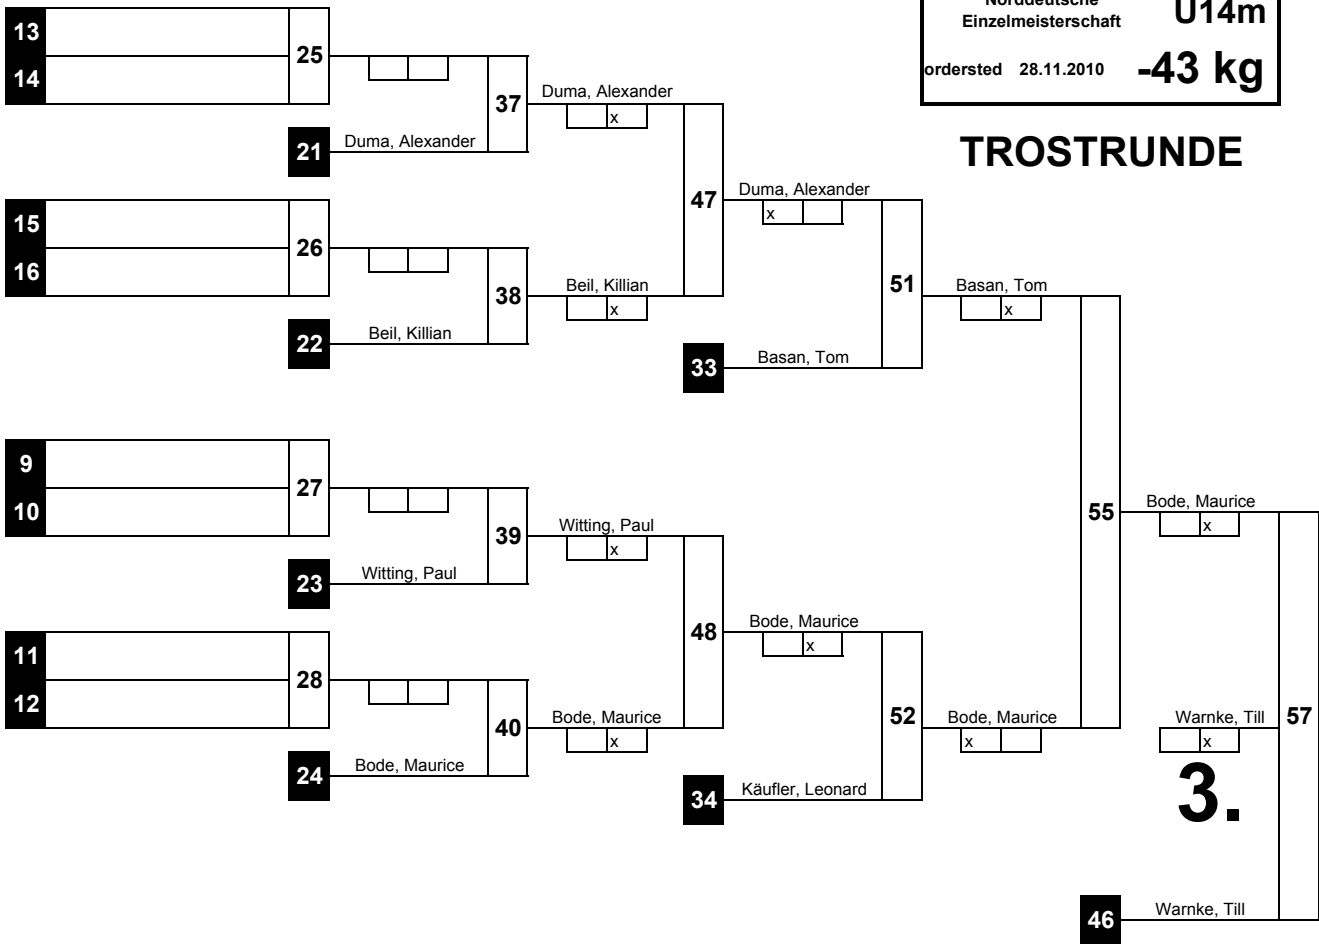 Norddeutsche
Einzelmeisterschaft
U14m
ordersted 28.11.2010
-43 kg
TROSTRUNDE
13
25
14
37
Duma, Alexander
x
21
Duma, Alexander
47
Duma, Alexander
x
15
26
16
38
Beil, Killian
x
22
Beil, Killian
51
Basan, Tom
x
33
Basan, Tom
9
27
10
39
Witting, Paul
x
23
Witting, Paul
55
Bode, Maurice
x
48
Bode, Maurice
x
11
28
12
40
Bode, Maurice
x
24
Bode, Maurice
52
Bode, Maurice
x
34
Käufler, Leonard
Warnke, Till
x
57
3.
46
Warnke, Till